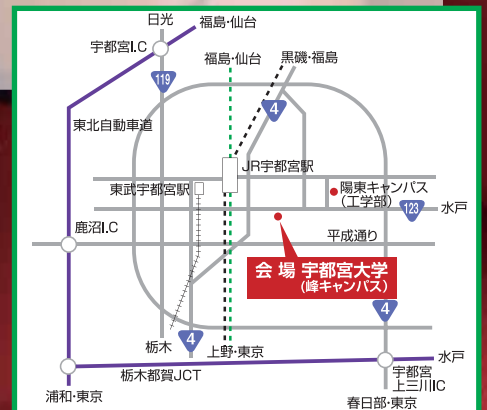 日光
福島・仙台
宇都宮I.C
福島・仙台
黒磯・福島
119
4
東北自動車道
JR宇都宮駅
東武宇都宮駅
陽東キャンパス
(工学部)
123
水戸
鹿沼I.C
平成通り
会 場 宇都宮大学
(峰キャンパス)
4
4
栃木
上野・東京
水戸
栃木都賀JCT
宇都宮
上三川IC
浦和・東京
春日部・東京